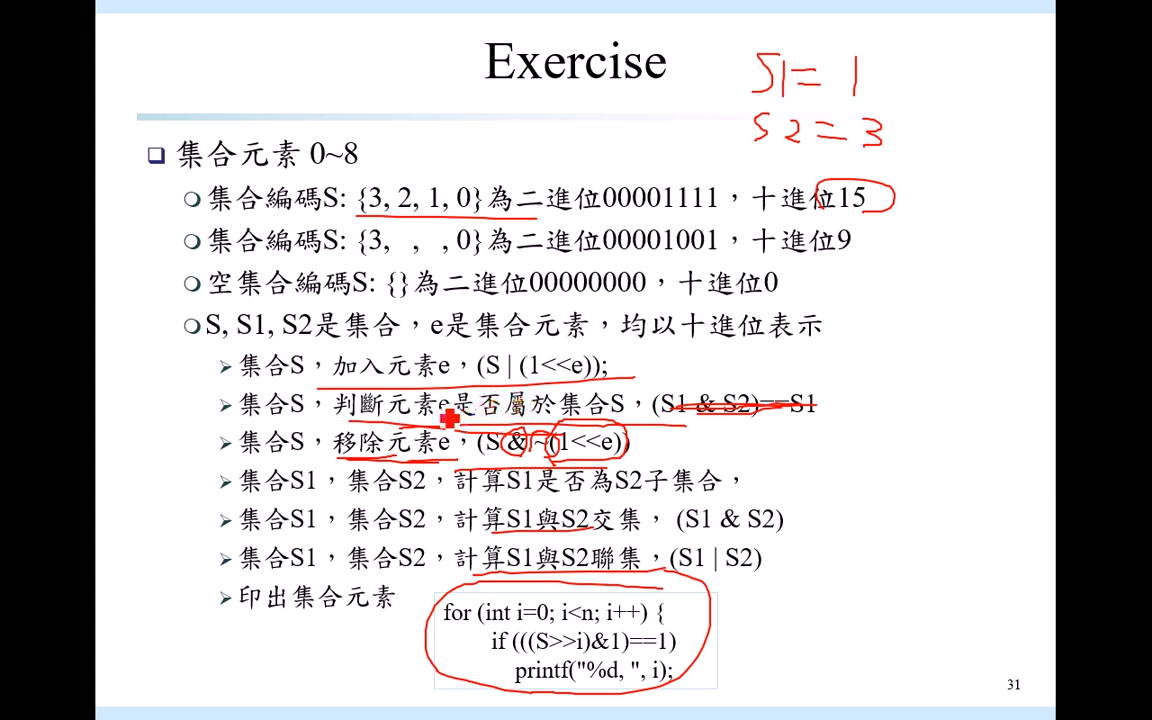 Exercise
S1= 1
S2=3
集合元素 0~8
集合編碼S: {3, 2, 1, 0}為二進位00001111，十進位15
集合編碼S: {3, , , 0}為二進位00001001，十進位9
空集合編碼S: {}為二進位00000000，十進位0
S, S1, S2是集合，e是集合元素，均以十進位表示
集合S，加入元素e，(S | (1<<e));
集合S，判斷元素e是否屬於集合S，(S1 & S2)==S1
集合S，移除元素e，(S & ~(1<<e))
集合S1，集合S2，計算S1是否為S2子集合，
集合S1，集合S2，計算S1與S2交集， (S1 & S2)
集合S1，集合S2，計算S1與S2聯集，(S1 | S2)
印出集合元素
for (int i=0; i<n; i++) {
if (((S>>i)&1)==1)
printf("%d, ", i);
31